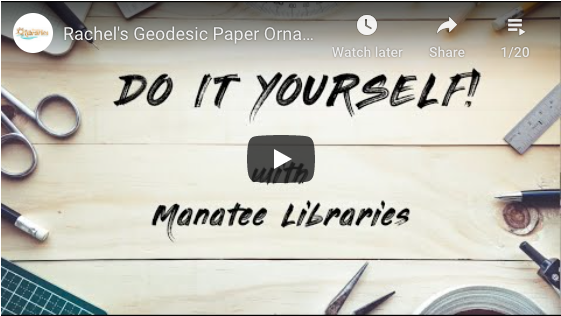 Rachel's Geodesic Paper Orna...
Watch later
Share
1/20
DO IT YOURSELF!
with
Manatee Libraries